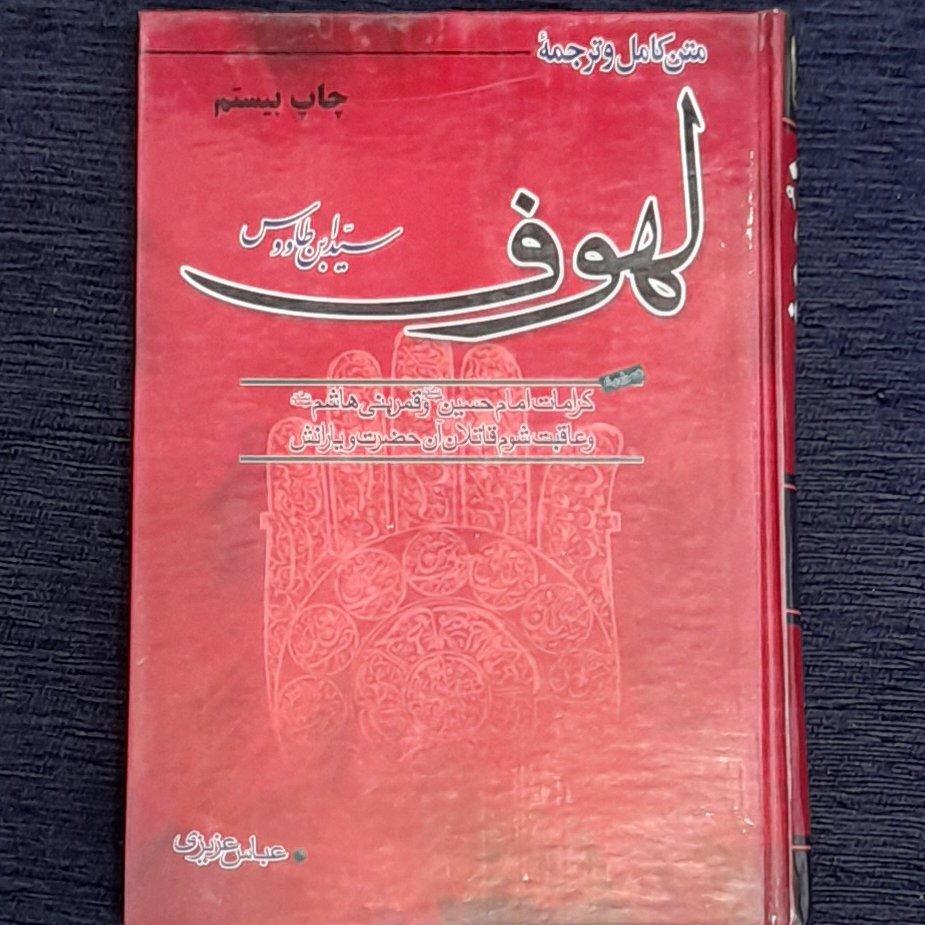 متن کامل و ترجمهٔ
چاپ بیستم
لهوف
سیّد ابن طاووس
کرامات امام حسین و قمر بنی هاشم
و عاقبت شوم قاتلان آن حضرت و یارانش
عباس عزیزی